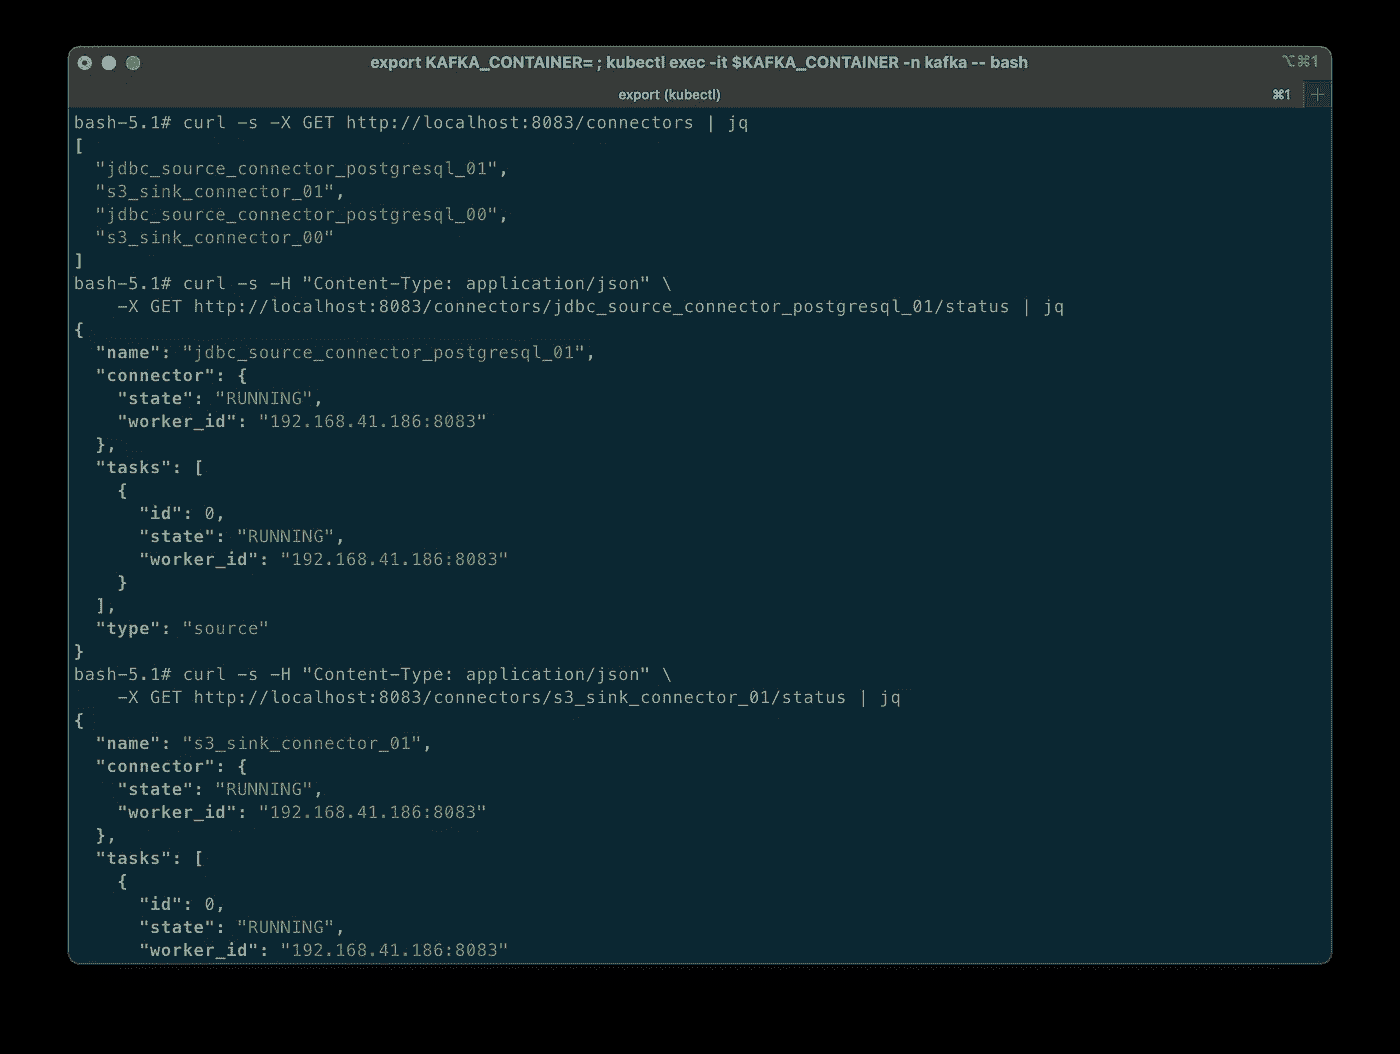 export KAFKA_CONTAINER= ; kubectl exec -it $KAFKA_CONTAINER -n kafka -- bash
⌥⌘1
export (kubectl)
⌘1
+
bash-5.1# curl -s -X GET http://localhost:8083/connectors | jq
[
  "jdbc_source_connector_postgresql_01",
  "s3_sink_connector_01",
  "jdbc_source_connector_postgresql_00",
  "s3_sink_connector_00"
]
bash-5.1# curl -s -H "Content-Type: application/json" \
    -X GET http://localhost:8083/connectors/jdbc_source_connector_postgresql_01/status | jq
{
  "name": "jdbc_source_connector_postgresql_01",
  "connector": {
    "state": "RUNNING",
    "worker_id": "192.168.41.186:8083"
  },
  "tasks": [
    {
      "id": 0,
      "state": "RUNNING",
      "worker_id": "192.168.41.186:8083"
    }
  ],
  "type": "source"
}
bash-5.1# curl -s -H "Content-Type: application/json" \
    -X GET http://localhost:8083/connectors/s3_sink_connector_01/status | jq
{
  "name": "s3_sink_connector_01",
  "connector": {
    "state": "RUNNING",
    "worker_id": "192.168.41.186:8083"
  },
  "tasks": [
    {
      "id": 0,
      "state": "RUNNING",
      "worker_id": "192.168.41.186:8083"